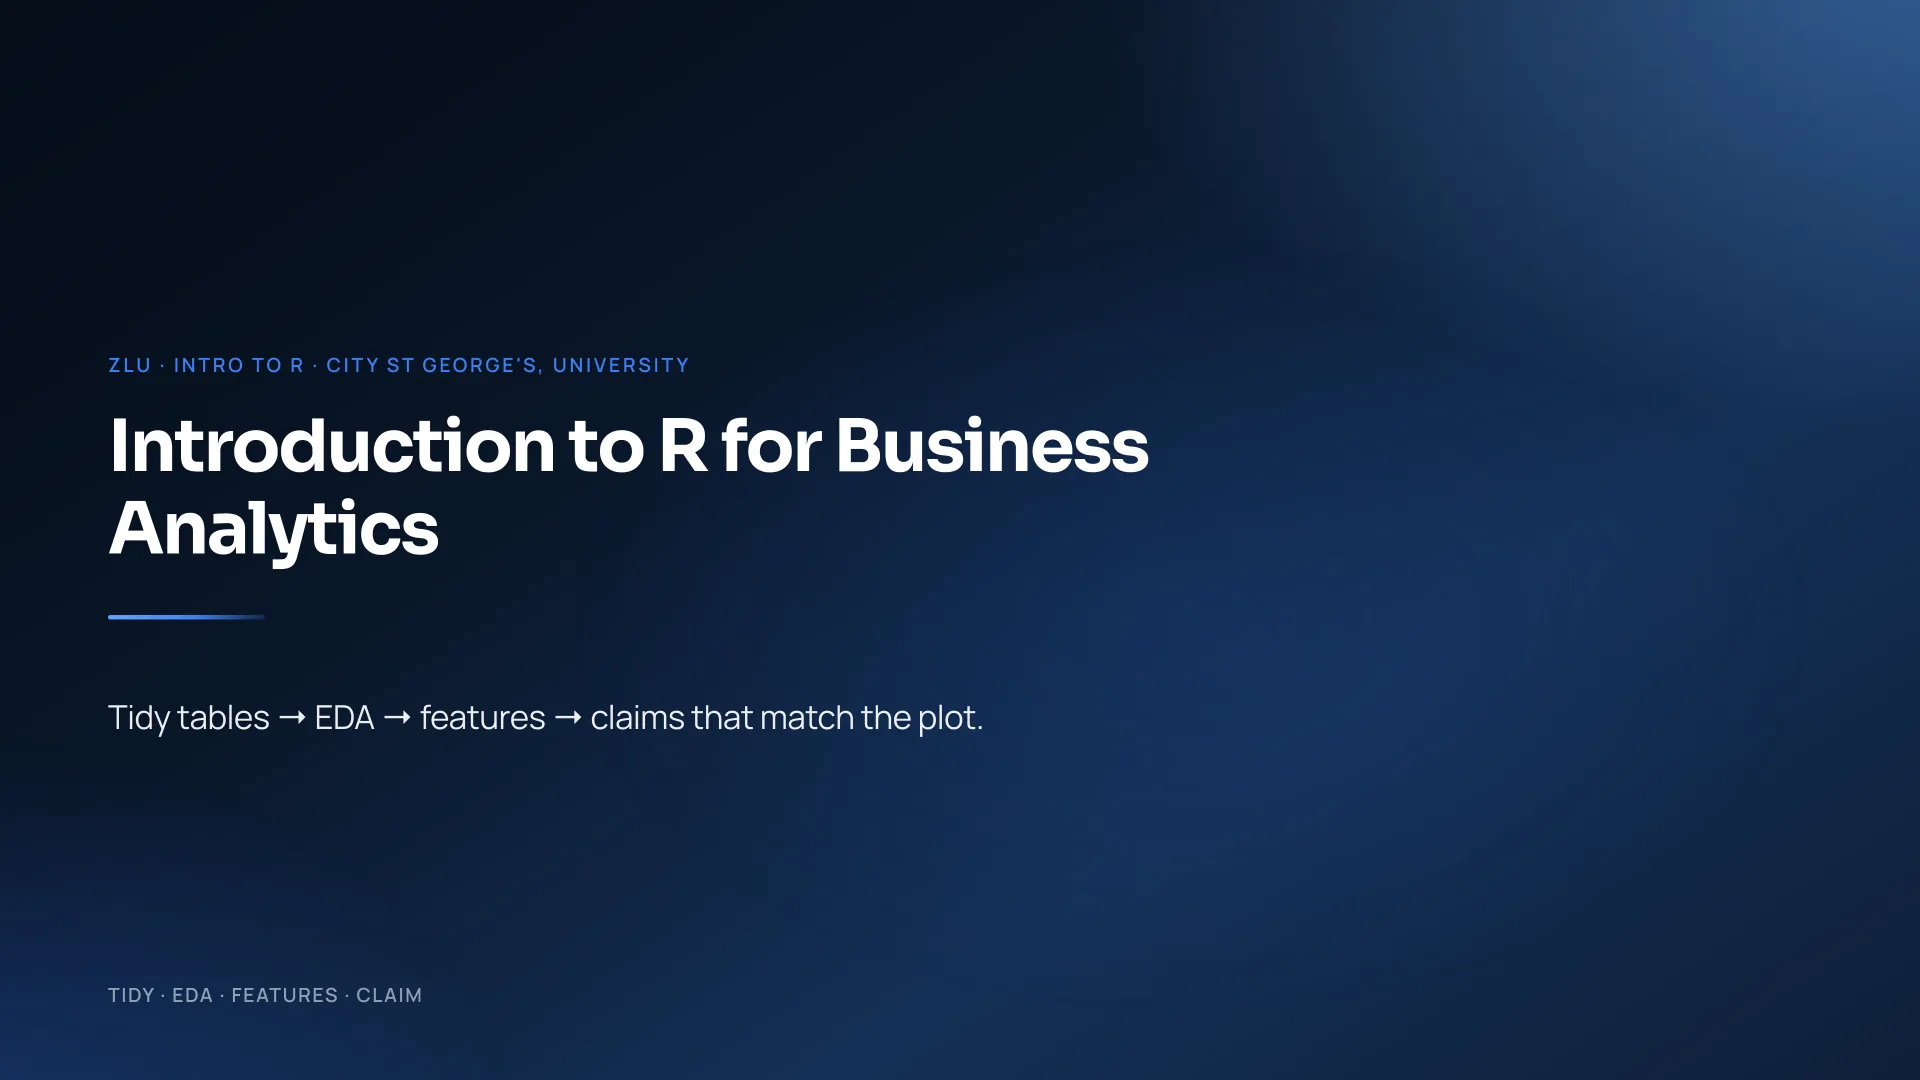 ZLU · INTRO TO R · CITY ST GEORGE'S, UNIVERSITY
Introduction to R for Business
Analytics
Tidy tables → EDA → features → claims that match the plot.
TIDY · EDA · FEATURES · CLAIM